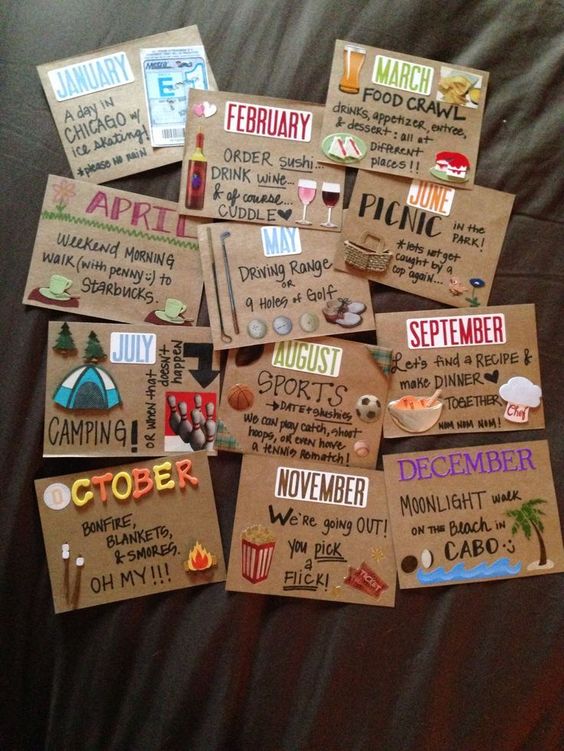 JANUARY
A day in
CHICAGO w/
ice skating!
*please no rain
METRO
E
FEBRUARY
ORDER sushi...
DRINK wine...
& of course...
CUDDLE
MARCH
FOOD CRAWL
drinks, appetizer, entree,
& dessert: all at
Different
places!!
APRIL
Weekend morning
walk (with penny :) to
Starbucks.
MAY
DRIVING RANGE
OR
9 Holes of Golf
JUNE
PICNIC in the
PARK!
*lets not get
caught by a
cop again...
JULY
CAMPING!
OR when that doesn't
happen
AUGUST
SPORTS
→ DATE + slushies
We can play catch, shoot
hoops, or even have
a tennis Rematch!
SEPTEMBER
Let's find a RECIPE &
make DINNER
TOGETHER
NOM NOM NOM!
Chef
OCTOBER
BONFIRE,
BLANKETS,
& SMORES.
OH MY!!!
NOVEMBER
We're going OUT!
you pick
a
FLICK!
TICKET
DECEMBER
MOONLIGHT walk
on the Beach in
CABO :)